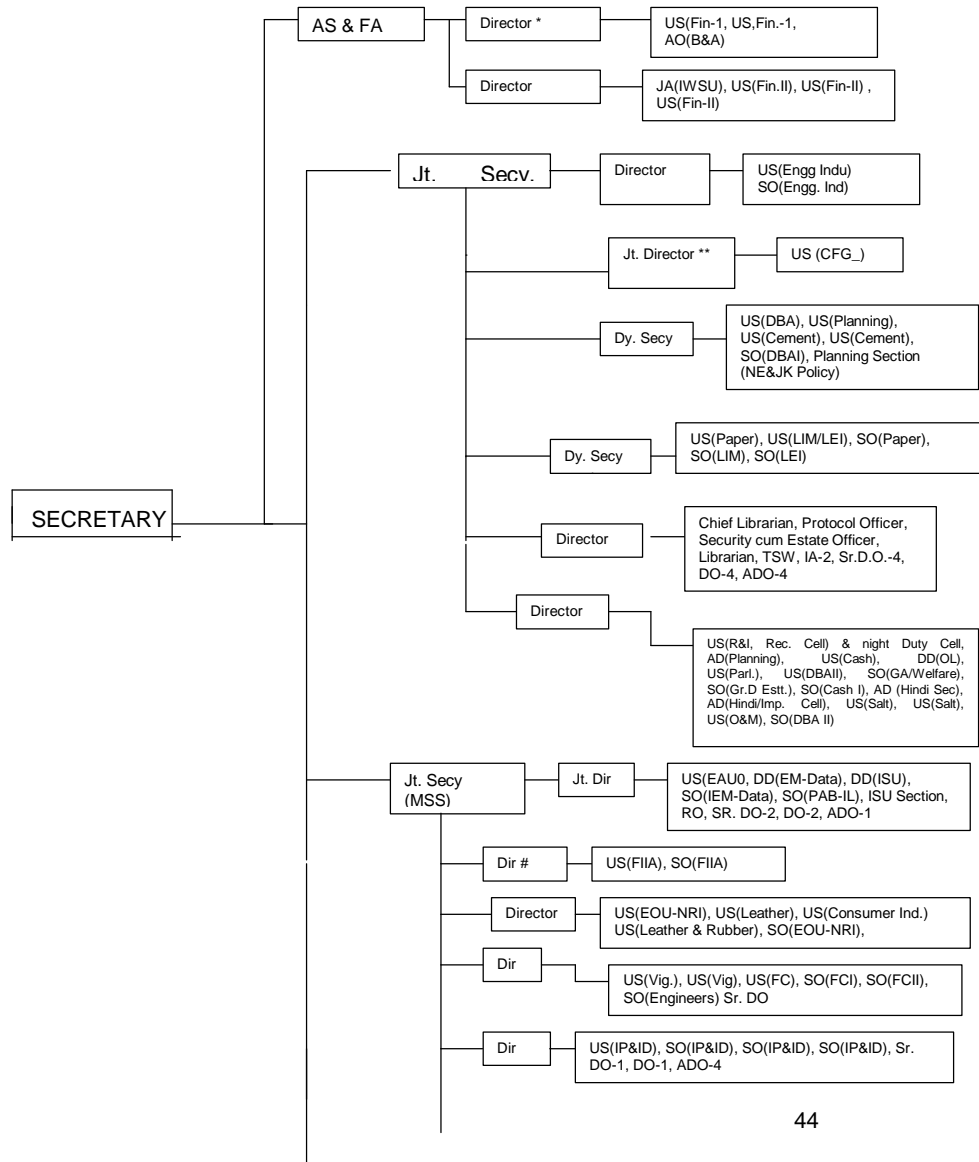 AS & FA
Director *
US(Fin-1, US,Fin.-1,
AO(B&A)
Director
JA(IWSU), US(Fin.II), US(Fin-II) ,
US(Fin-II)
Jt. Secy.
Director
US(Engg Indu)
SO(Engg. Ind)
Jt. Director **
US (CFG_)
Dy. Secy
US(DBA), US(Planning),
US(Cement), US(Cement),
SO(DBAI), Planning Section
(NE&JK Policy)
Dy. Secy
US(Paper), US(LIM/LEI), SO(Paper),
SO(LIM), SO(LEI)
SECRETARY
Director
Chief Librarian, Protocol Officer,
Security cum Estate Officer,
Librarian, TSW, IA-2, Sr.D.O.-4,
DO-4, ADO-4
Director
US(R&I, Rec. Cell) & night Duty Cell,
AD(Planning), US(Cash), DD(OL),
US(Parl.), US(DBAII), SO(GA/Welfare),
SO(Gr.D Estt.), SO(Cash I), AD (Hindi Sec),
AD(Hindi/Imp. Cell), US(Salt), US(Salt),
US(O&M), SO(DBA II)
Jt. Secy
(MSS)
Jt. Dir
US(EAU0, DD(EM-Data), DD(ISU),
SO(IEM-Data), SO(PAB-IL), ISU Section,
RO, SR. DO-2, DO-2, ADO-1
Dir #
US(FIIA), SO(FIIA)
Director
US(EOU-NRI), US(Leather), US(Consumer Ind.)
US(Leather & Rubber), SO(EOU-NRI),
Dir
US(Vig.), US(Vig), US(FC), SO(FCI), SO(FCII),
SO(Engineers) Sr. DO
Dir
US(IP&ID), SO(IP&ID), SO(IP&ID), SO(IP&ID), Sr.
DO-1, DO-1, ADO-4
44